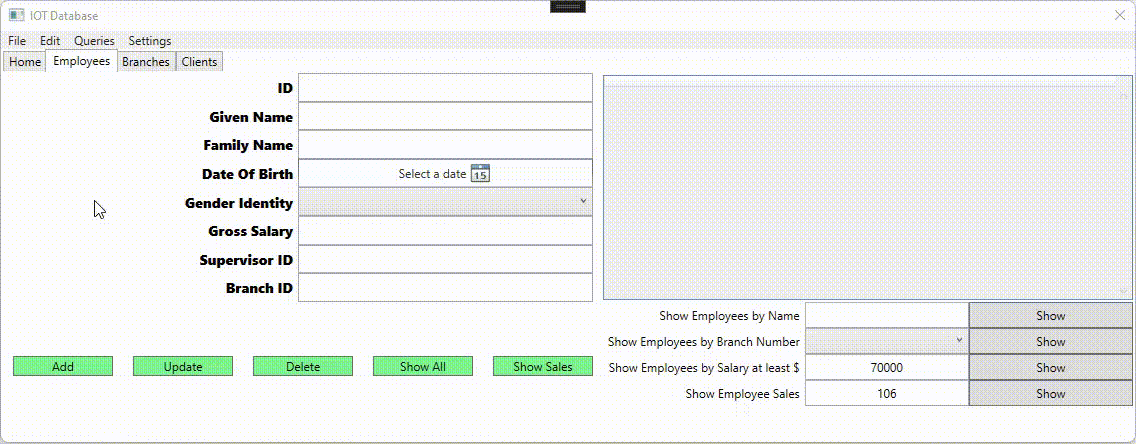 IOT Database
File Edit Queries Settings
Home Employees Branches Clients
ID
Given Name
Family Name
Date Of Birth Select a date 15
Gender Identity
Gross Salary
Supervisor ID
Branch ID
Show Employees by Name Show
Show Employees by Branch Number Show
Add Update Delete Show All Show Sales
Show Employees by Salary at least $ 70000 Show
Show Employee Sales 106 Show